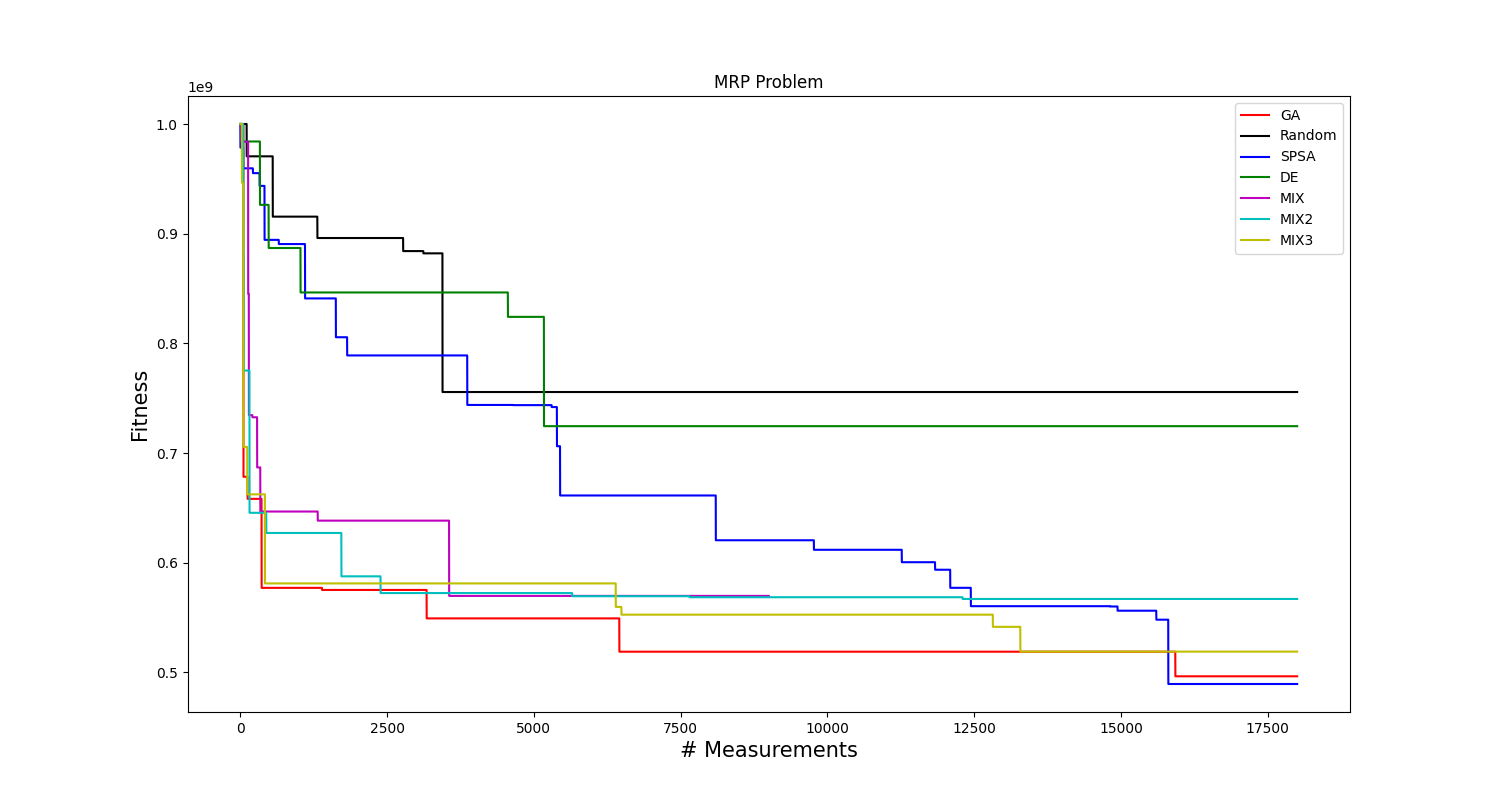 MRP Problem
1e9
1.0
0.9
0.8
0.7
0.6
0.5
Fitness
0
2500
5000
7500
10000
12500
15000
17500
# Measurements
GA
Random
SPSA
DE
MIX
MIX2
MIX3